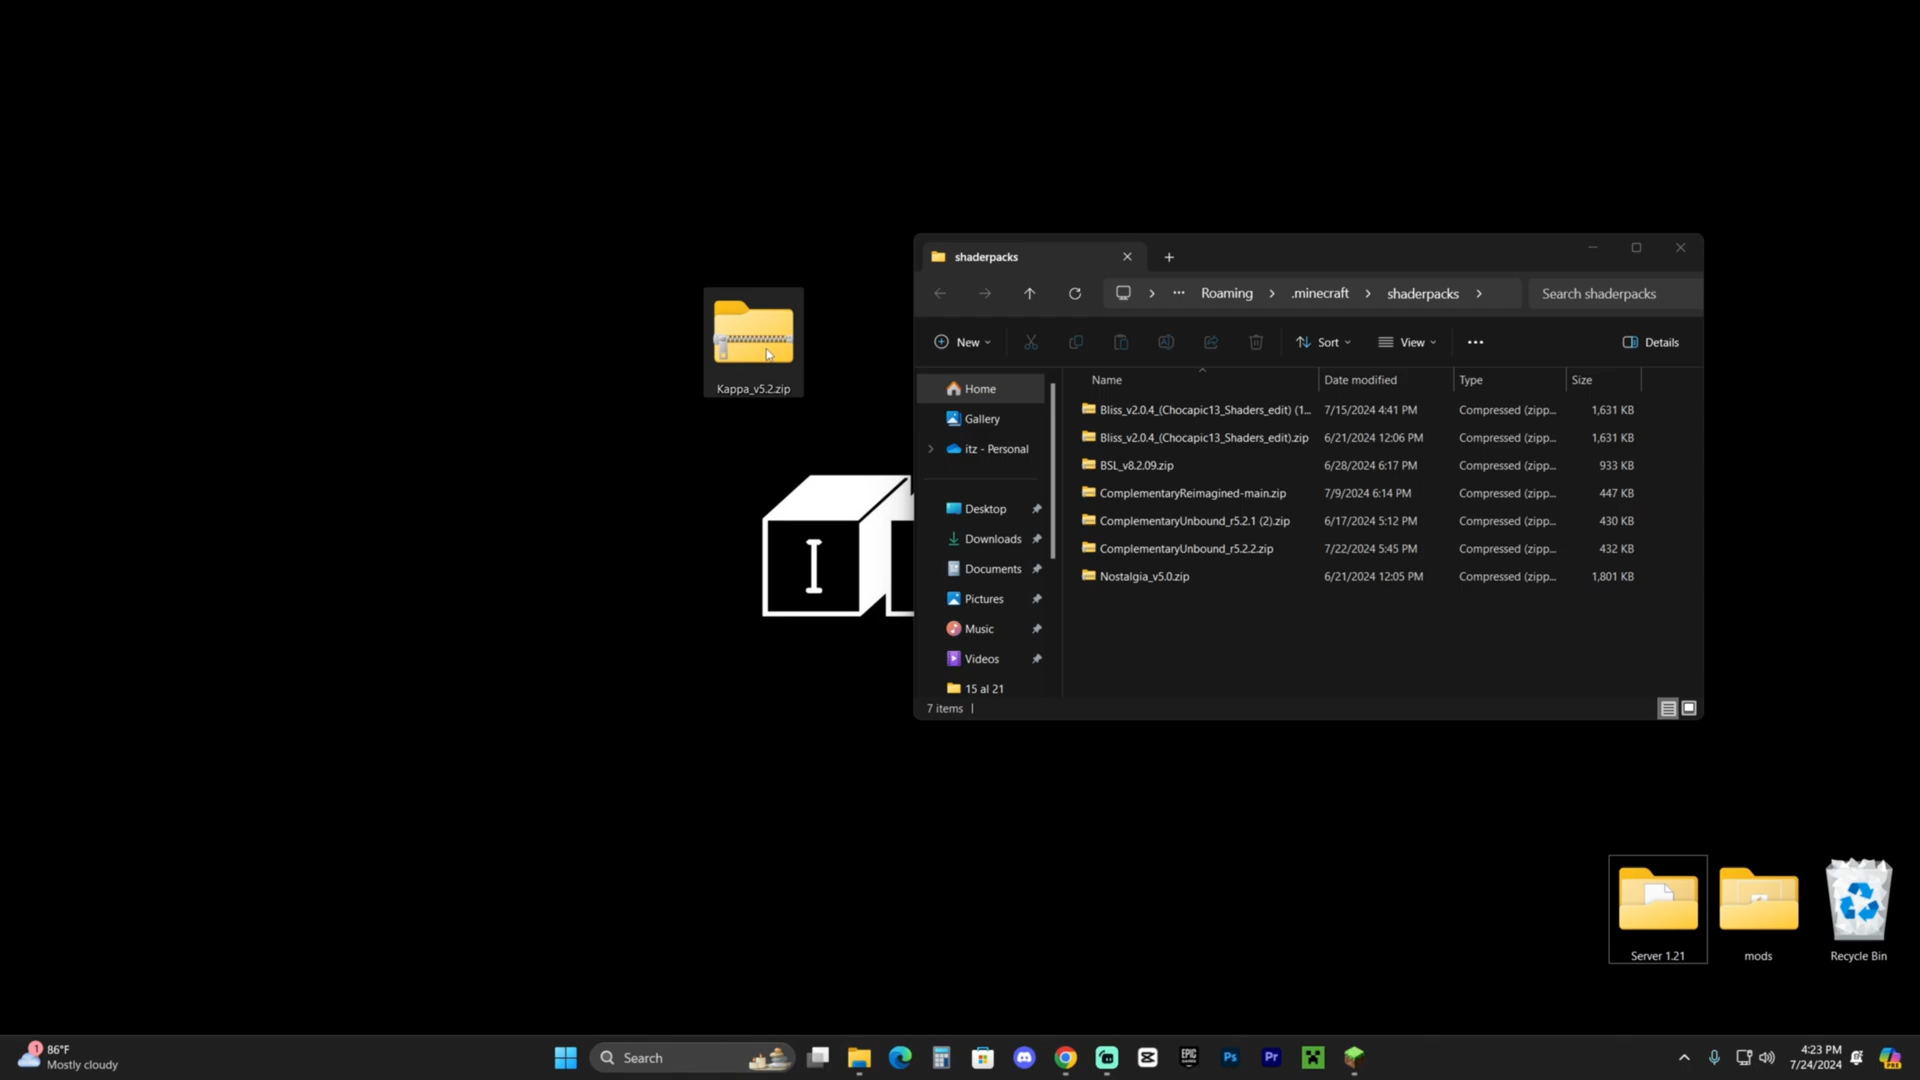 Kappa_v5.2.zip
I
shaderpacks
Roaming
.minecraft
shaderpacks
Search shaderpacks
New
Sort
View
Details
Home
Gallery
itz - Personal
Desktop
Downloads
Documents
Pictures
Music
Videos
15 al 21
Name Date modified Type Size
Bliss_v2.0.4_(Chocapic13_Shaders_edit) (1... 7/15/2024 4:41 PM Compressed (zipp... 1,631 KB
Bliss_v2.0.4_(Chocapic13_Shaders_edit).zip 6/21/2024 12:06 PM Compressed (zipp... 1,631 KB
BSL_v8.2.09.zip 6/28/2024 6:17 PM Compressed (zipp... 933 KB
ComplementaryReimagined-main.zip 7/9/2024 6:14 PM Compressed (zipp... 447 KB
ComplementaryUnbound_r5.2.1 (2).zip 6/17/2024 5:12 PM Compressed (zipp... 430 KB
ComplementaryUnbound_r5.2.2.zip 7/22/2024 5:45 PM Compressed (zipp... 432 KB
Nostalgia_v5.0.zip 6/21/2024 12:05 PM Compressed (zipp... 1,801 KB
7 items
Server 1.21
mods
Recycle Bin
1
86°F
Mostly cloudy
Search
EPIC
GAMES
Ps
Pr
4:23 PM
7/24/2024
PRE